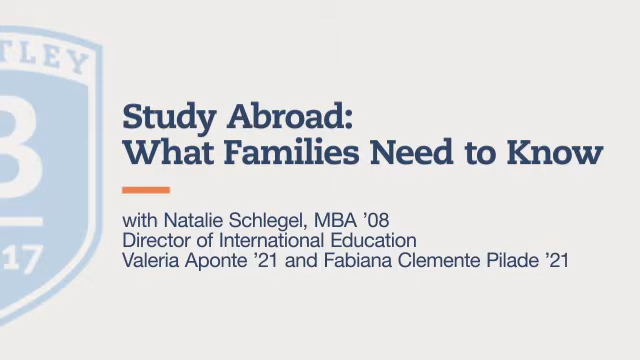 TLEY
B
17
Study Abroad:
What Families Need to Know
with Natalie Schlegel, MBA ’08
Director of International Education
Valeria Aponte ’21 and Fabiana Clemente Pilade ’21